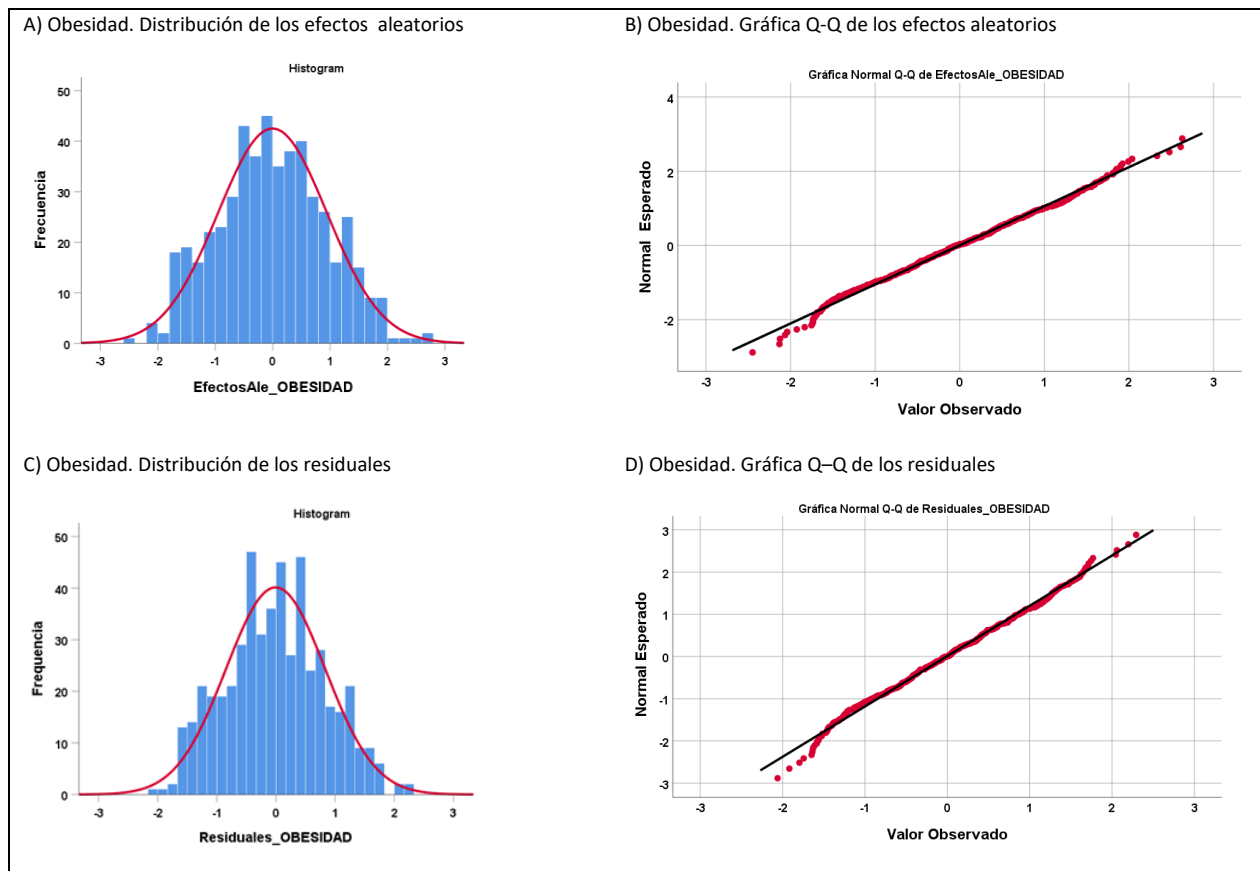 A) Obesidad. Distribución de los efectos aleatorios
Histogram
50
40
30
20
10
0
Frecuencia
-3 -2 -1 0 1 2 3
EfectosAle_OBESIDAD
B) Obesidad. Gráfica Q-Q de los efectos aleatorios
Gráfica Normal Q-Q de EfectosAle_OBESIDAD
4
2
0
-2
Normal Esperado
-3 -2 -1 0 1 2 3
Valor Observado
C) Obesidad. Distribución de los residuales
Histogram
50
40
30
20
10
0
Frequencia
-3 -2 -1 0 1 2 3
Residuales_OBESIDAD
D) Obesidad. Gráfica Q–Q de los residuales
Gráfica Normal Q-Q de Residuales_OBESIDAD
3
2
1
0
-1
-2
-3
Normal Esperado
-3 -2 -1 0 1 2 3
Valor Observado